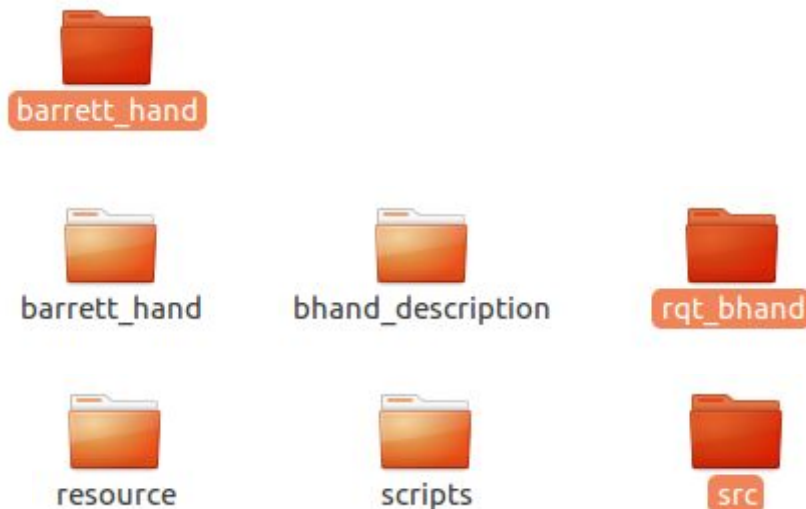 barrett_hand
barrett_hand bhand_description rqt_bhand
resource scripts src